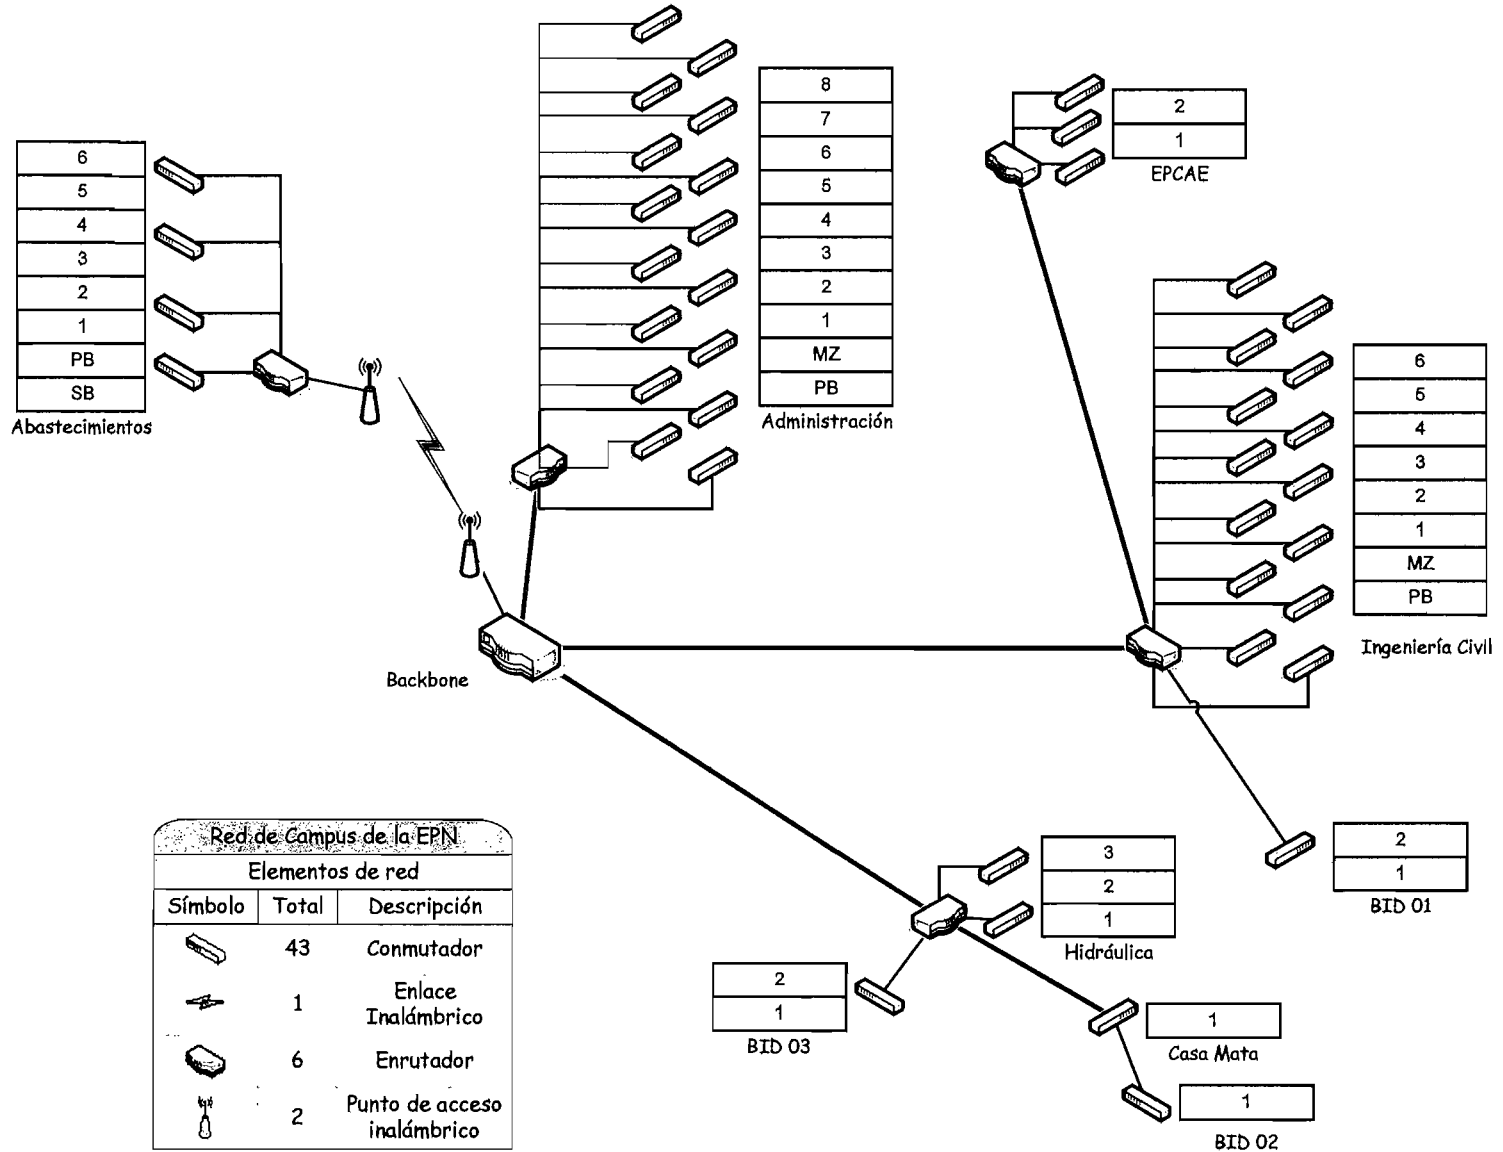 6
5
4
3
2
1
PB
SB
Abastecimientos
8
7
6
5
4
3
2
1
MZ
PB
Administración
2
1
EPCAE
6
5
4
3
2
1
MZ
PB
Ingeniería Civil
Backbone
2
1
BID 01
3
2
1
Hidráulica
2
1
BID 03
1
Casa Mata
1
BID 02
Red de Campus de la EPN
Elementos de red
Símbolo Total Descripción
43 Conmutador
1 Enlace
Inalámbrico
6 Enrutador
2 Punto de acceso
inalámbrico